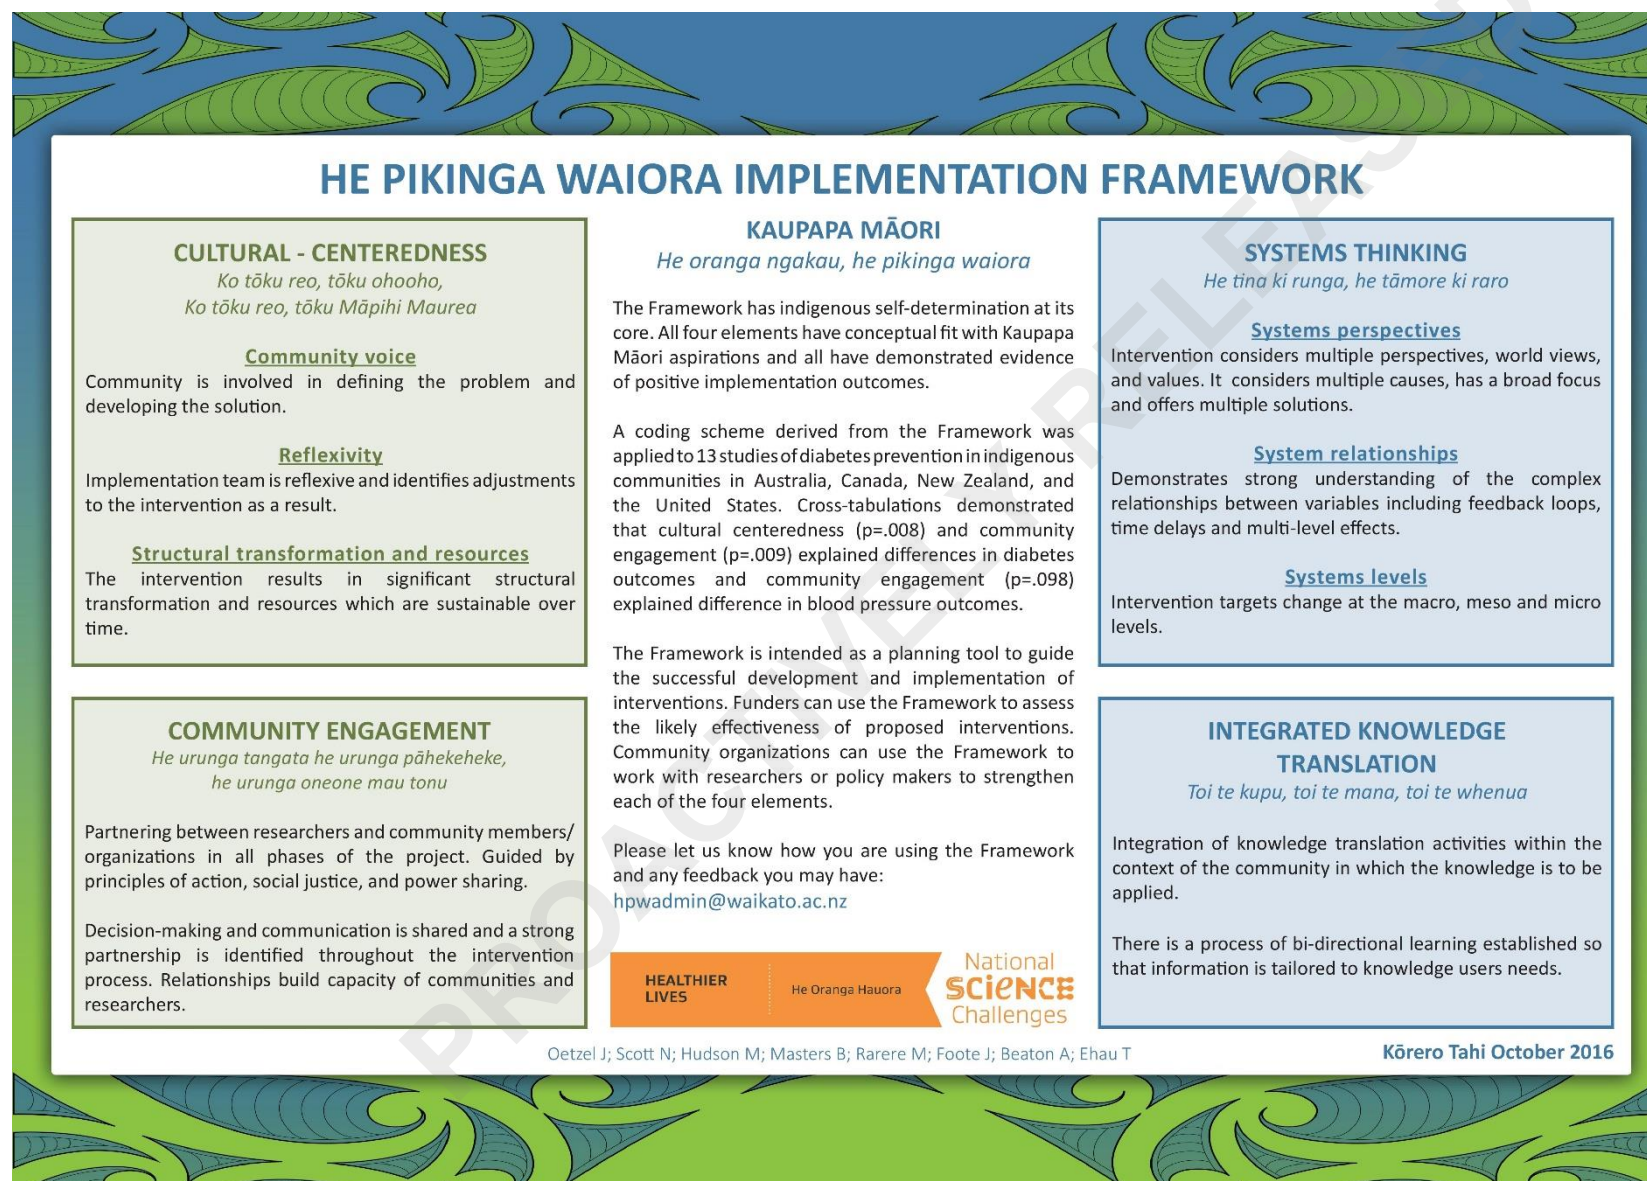 HE PIKINGA WAIORA IMPLEMENTATION FRAMEWORK
CULTURAL - CENTEREDNESS
Ko tōku reo, tōku ohooho,
Ko tōku reo, tōku Māpihi Maurea
Community voice
Community is involved in defining the problem and
developing the solution.
Reflexivity
Implementation team is reflexive and identifies adjustments
to the intervention as a result.
Structural transformation and resources
The intervention results in significant structural
transformation and resources which are sustainable over
time.
COMMUNITY ENGAGEMENT
He urunga tangata he urunga pāhekeheke,
he urunga oneone mau tonu
Partnering between researchers and community members/
organizations in all phases of the project. Guided by
principles of action, social justice, and power sharing.
Decision-making and communication is shared and a strong
partnership is identified throughout the intervention
process. Relationships build capacity of communities and
researchers.
KAUPAPA MĀORI
He oranga ngakau, he pikinga waiora
The Framework has indigenous self-determination at its
core. All four elements have conceptual fit with Kaupapa
Māori aspirations and all have demonstrated evidence
of positive implementation outcomes.
A coding scheme derived from the Framework was
applied to 13 studies of diabetes prevention in indigenous
communities in Australia, Canada, New Zealand, and
the United States. Cross-tabulations demonstrated
that cultural centeredness (p=.008) and community
engagement (p=.009) explained differences in diabetes
outcomes and community engagement (p=.098)
explained difference in blood pressure outcomes.
The Framework is intended as a planning tool to guide
the successful development and implementation of
interventions. Funders can use the Framework to assess
the likely effectiveness of proposed interventions.
Community organizations can use the Framework to
work with researchers or policy makers to strengthen
each of the four elements.
Please let us know how you are using the Framework
and any feedback you may have:
hpwadmin@waikato.ac.nz
HEALTHIER
LIVES
He Oranga Hauora
National
SCiENCE
Challenges
SYSTEMS THINKING
He tina ki runga, he tāmore ki raro
Systems perspectives
Intervention considers multiple perspectives, world views,
and values. It considers multiple causes, has a broad focus
and offers multiple solutions.
System relationships
Demonstrates strong understanding of the complex
relationships between variables including feedback loops,
time delays and multi-level effects.
Systems levels
Intervention targets change at the macro, meso and micro
levels.
INTEGRATED KNOWLEDGE
TRANSLATION
Toi te kupu, toi te mana, toi te whenua
Integration of knowledge translation activities within the
context of the community in which the knowledge is to be
applied.
There is a process of bi-directional learning established so
that information is tailored to knowledge users needs.
Oetzel J; Scott N; Hudson M; Masters B; Rarere M; Foote J; Beaton A; Ehau T
Kōrero Tahi October 2016
PROACTIVELY RELEASED